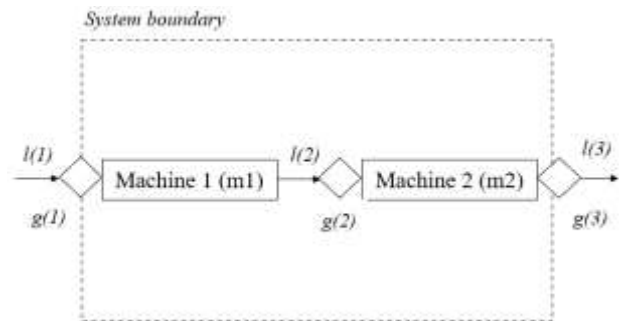 System boundary
l(1)
l(2)
l(3)
Machine 1 (m1)
Machine 2 (m2)
g(1)
g(2)
g(3)